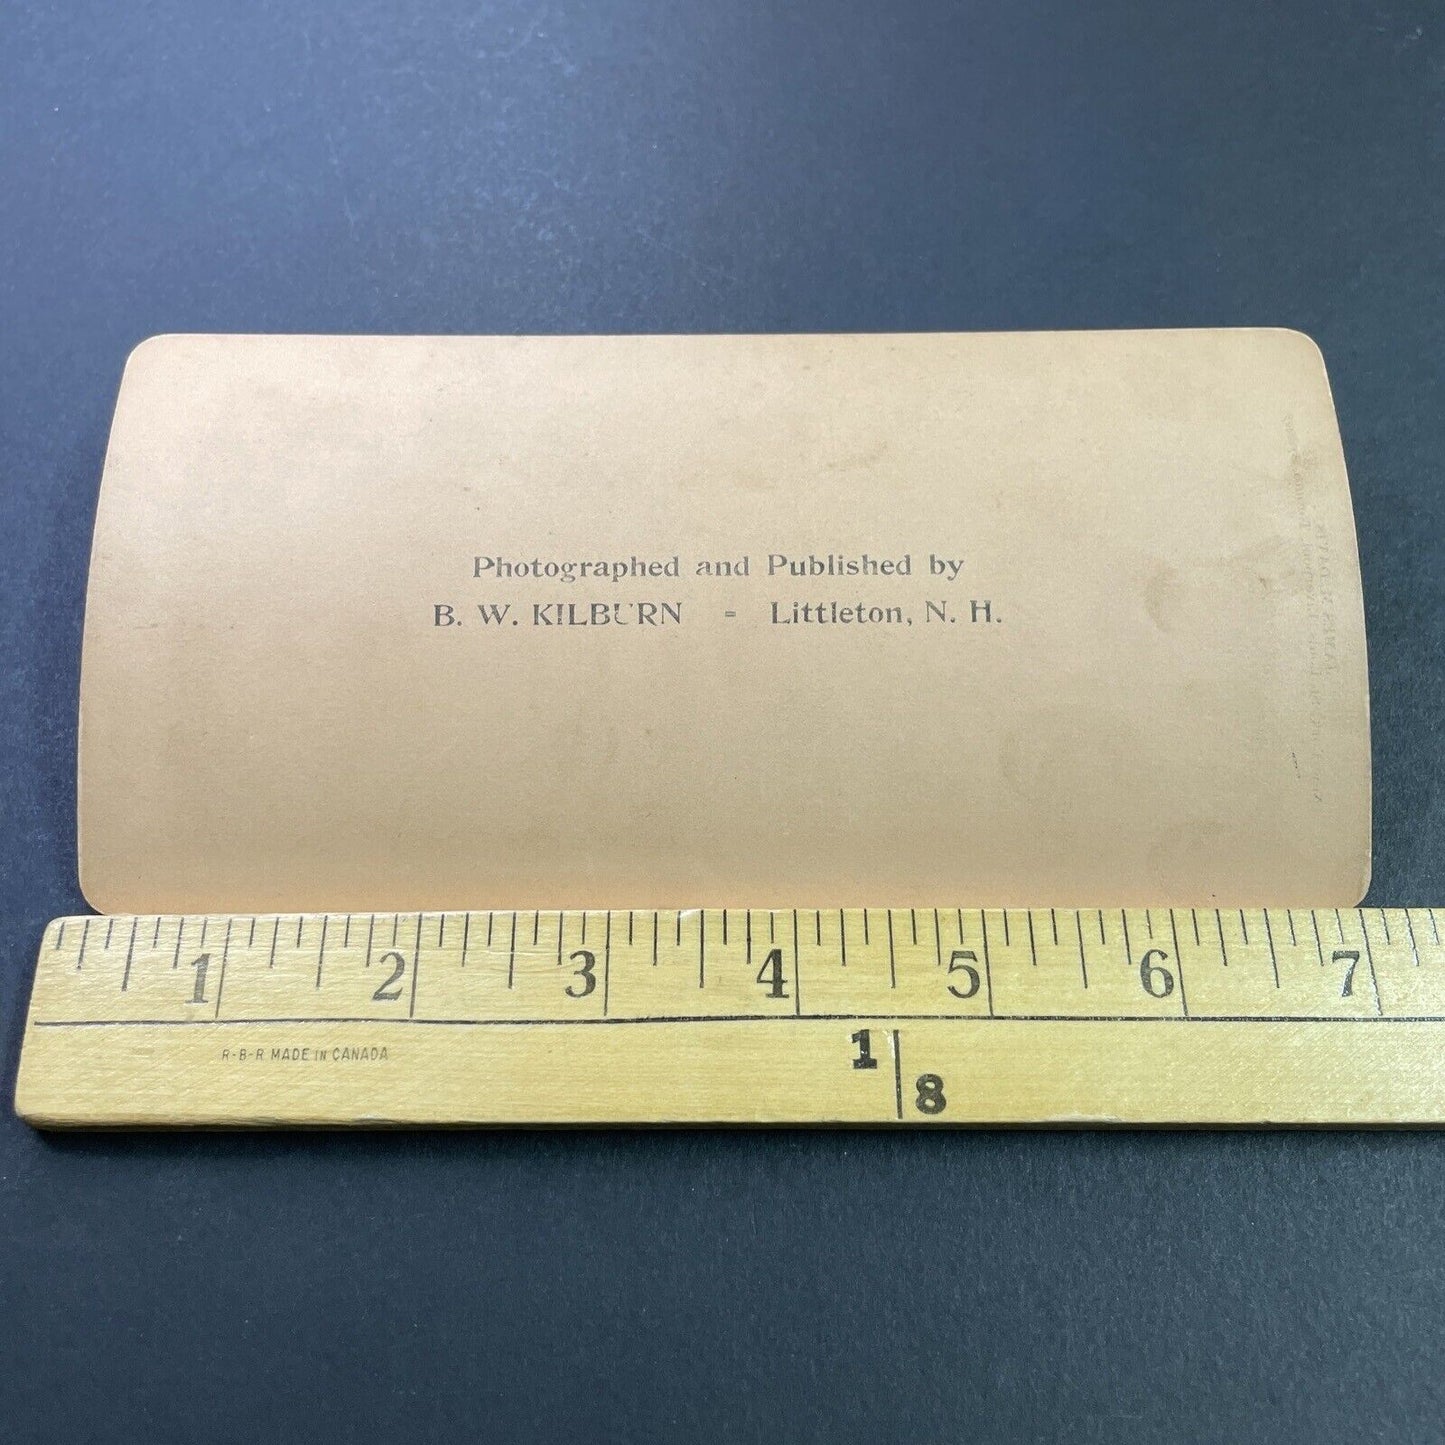 Photographed and Published by
B. W. KILBURN - Littleton, N. H.
1 2 3 4 5 6 7
R-B-R MADE IN CANADA
1 8